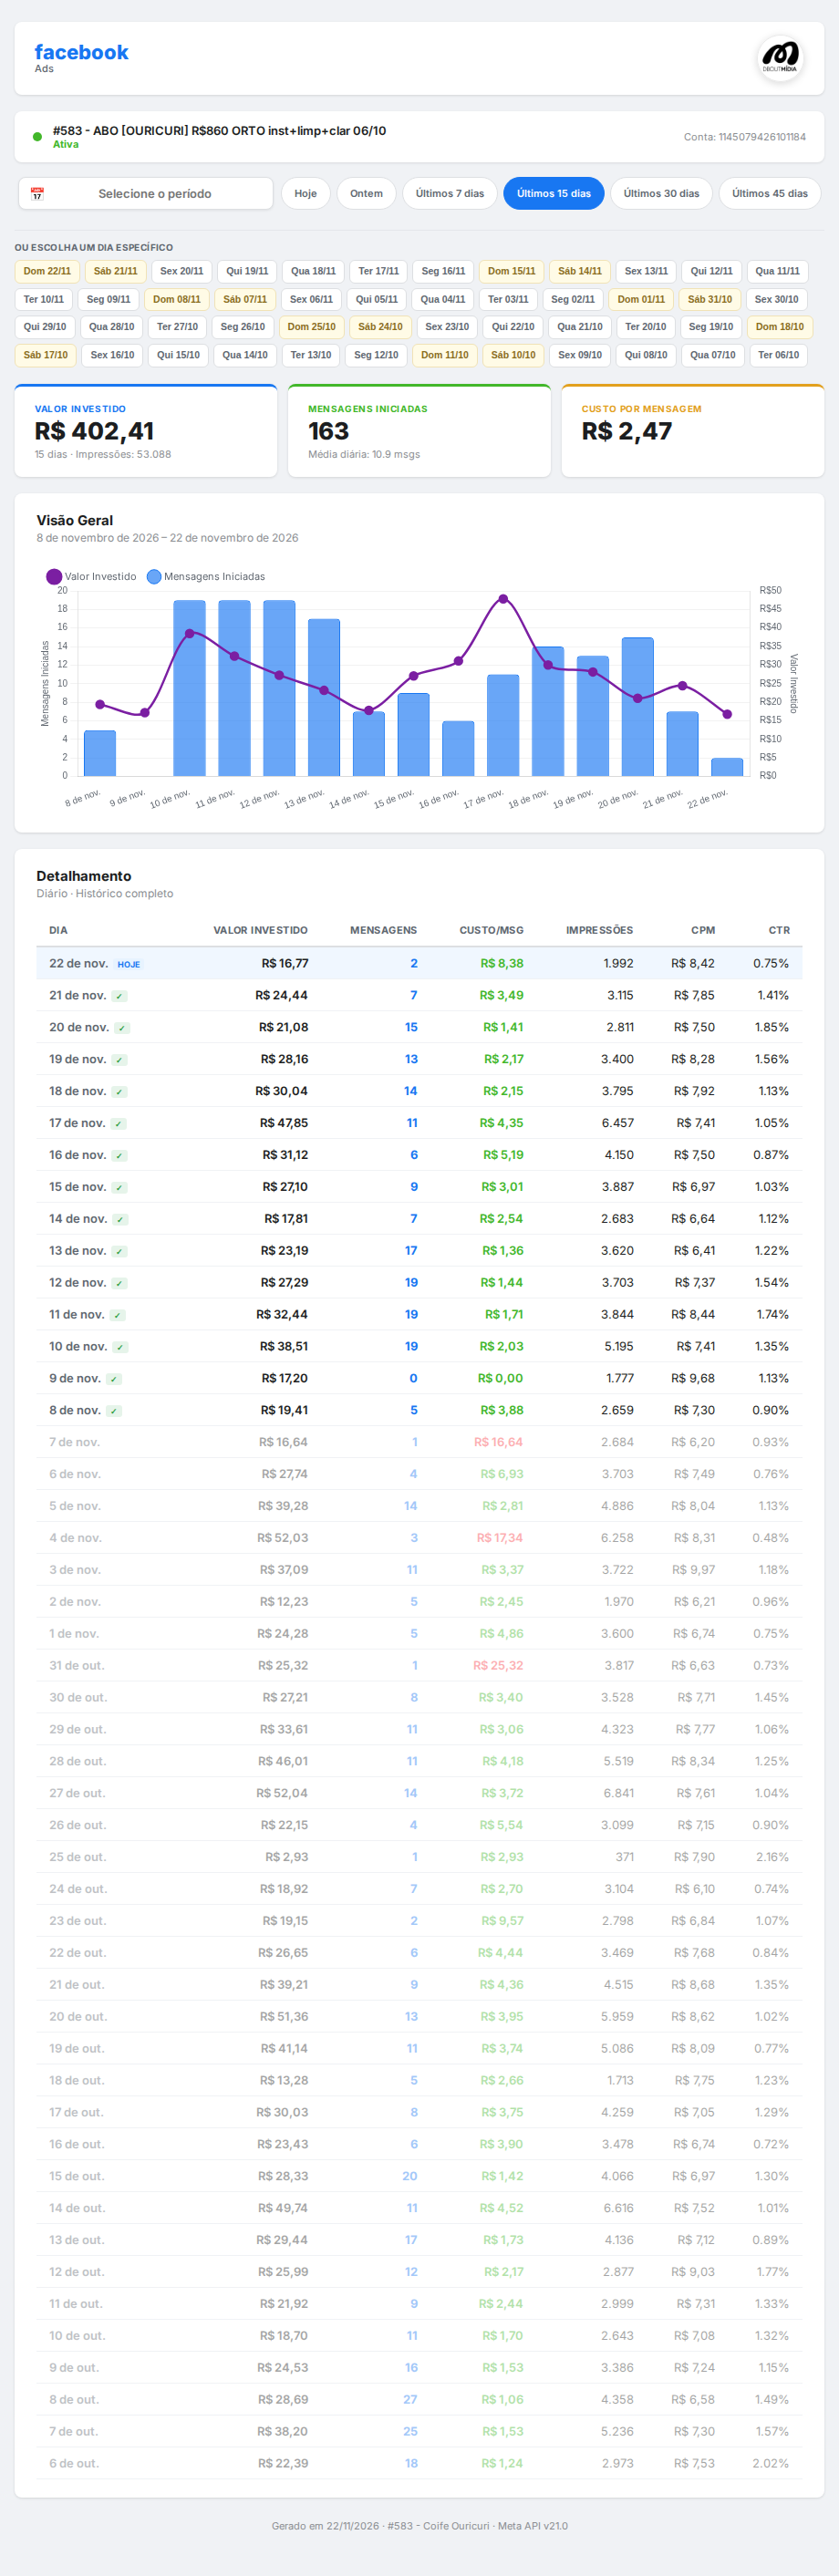 facebook
Ads
DBOUTMÍDIA
#583 - ABO [OURICURI] R$860 ORTO inst+limp+clar 06/10
Ativa
Conta: 1145079426101184
Selecione o período Hoje Ontem Últimos 7 dias Últimos 15 dias Últimos 30 dias Últimos 45 dias
OU ESCOLHA UM DIA ESPECÍFICO
Dom 22/11 Sáb 21/11 Sex 20/11 Qui 19/11 Qua 18/11 Ter 17/11 Seg 16/11 Dom 15/11 Sáb 14/11 Sex 13/11 Qui 12/11 Qua 11/11
Ter 10/11 Seg 09/11 Dom 08/11 Sáb 07/11 Sex 06/11 Qui 05/11 Qua 04/11 Ter 03/11 Seg 02/11 Dom 01/11 Sáb 31/10 Sex 30/10
Qui 29/10 Qua 28/10 Ter 27/10 Seg 26/10 Dom 25/10 Sáb 24/10 Sex 23/10 Qui 22/10 Qua 21/10 Ter 20/10 Seg 19/10 Dom 18/10
Sáb 17/10 Sex 16/10 Qui 15/10 Qua 14/10 Ter 13/10 Seg 12/10 Dom 11/10 Sáb 10/10 Sex 09/10 Qui 08/10 Qua 07/10 Ter 06/10
VALOR INVESTIDO
R$ 402,41
15 dias · Impressões: 53.088
MENSAGENS INICIADAS
163
Média diária: 10.9 msgs
CUSTO POR MENSAGEM
R$ 2,47
Visão Geral
8 de novembro de 2026 – 22 de novembro de 2026
Valor Investido Mensagens Iniciadas
Mensagens Iniciadas
20
18
16
14
12
10
8
6
4
2
0
R$50
R$45
R$40
R$35
R$30
R$25
R$20
R$15
R$10
R$5
R$0
Valor Investido
8 de nov. 9 de nov. 10 de nov. 11 de nov. 12 de nov. 13 de nov. 14 de nov. 15 de nov. 16 de nov. 17 de nov. 18 de nov. 19 de nov. 20 de nov. 21 de nov. 22 de nov.
Detalhamento
Diário · Histórico completo
DIA VALOR INVESTIDO MENSAGENS CUSTO/MSG IMPRESSÕES CPM CTR
22 de nov. HOJE R$ 16,77 2 R$ 8,38 1.992 R$ 8,42 0.75%
21 de nov. ✓ R$ 24,44 7 R$ 3,49 3.115 R$ 7,85 1.41%
20 de nov. ✓ R$ 21,08 15 R$ 1,41 2.811 R$ 7,50 1.85%
19 de nov. ✓ R$ 28,16 13 R$ 2,17 3.400 R$ 8,28 1.56%
18 de nov. ✓ R$ 30,04 14 R$ 2,15 3.795 R$ 7,92 1.13%
17 de nov. ✓ R$ 47,85 11 R$ 4,35 6.457 R$ 7,41 1.05%
16 de nov. ✓ R$ 31,12 6 R$ 5,19 4.150 R$ 7,50 0.87%
15 de nov. ✓ R$ 27,10 9 R$ 3,01 3.887 R$ 6,97 1.03%
14 de nov. ✓ R$ 17,81 7 R$ 2,54 2.683 R$ 6,64 1.12%
13 de nov. ✓ R$ 23,19 17 R$ 1,36 3.620 R$ 6,41 1.22%
12 de nov. ✓ R$ 27,29 19 R$ 1,44 3.703 R$ 7,37 1.54%
11 de nov. ✓ R$ 32,44 19 R$ 1,71 3.844 R$ 8,44 1.74%
10 de nov. ✓ R$ 38,51 19 R$ 2,03 5.195 R$ 7,41 1.35%
9 de nov. ✓ R$ 17,20 0 R$ 0,00 1.777 R$ 9,68 1.13%
8 de nov. ✓ R$ 19,41 5 R$ 3,88 2.659 R$ 7,30 0.90%
7 de nov. R$ 16,64 1 R$ 16,64 2.684 R$ 6,20 0.93%
6 de nov. R$ 27,74 4 R$ 6,93 3.703 R$ 7,49 0.76%
5 de nov. R$ 39,28 14 R$ 2,81 4.886 R$ 8,04 1.13%
4 de nov. R$ 52,03 3 R$ 17,34 6.258 R$ 8,31 0.48%
3 de nov. R$ 37,09 11 R$ 3,37 3.722 R$ 9,97 1.18%
2 de nov. R$ 12,23 5 R$ 2,45 1.970 R$ 6,21 0.96%
1 de nov. R$ 24,28 5 R$ 4,86 3.600 R$ 6,74 0.75%
31 de out. R$ 25,32 1 R$ 25,32 3.817 R$ 6,63 0.73%
30 de out. R$ 27,21 8 R$ 3,40 3.528 R$ 7,71 1.45%
29 de out. R$ 33,61 11 R$ 3,06 4.323 R$ 7,77 1.06%
28 de out. R$ 46,01 11 R$ 4,18 5.519 R$ 8,34 1.25%
27 de out. R$ 52,04 14 R$ 3,72 6.841 R$ 7,61 1.04%
26 de out. R$ 22,15 4 R$ 5,54 3.099 R$ 7,15 0.90%
25 de out. R$ 2,93 1 R$ 2,93 371 R$ 7,90 2.16%
24 de out. R$ 18,92 7 R$ 2,70 3.104 R$ 6,10 0.74%
23 de out. R$ 19,15 2 R$ 9,57 2.798 R$ 6,84 1.07%
22 de out. R$ 26,65 6 R$ 4,44 3.469 R$ 7,68 0.84%
21 de out. R$ 39,21 9 R$ 4,36 4.515 R$ 8,68 1.35%
20 de out. R$ 51,36 13 R$ 3,95 5.959 R$ 8,62 1.02%
19 de out. R$ 41,14 11 R$ 3,74 5.086 R$ 8,09 0.77%
18 de out. R$ 13,28 5 R$ 2,66 1.713 R$ 7,75 1.23%
17 de out. R$ 30,03 8 R$ 3,75 4.259 R$ 7,05 1.29%
16 de out. R$ 23,43 6 R$ 3,90 3.478 R$ 6,74 0.72%
15 de out. R$ 28,33 20 R$ 1,42 4.066 R$ 6,97 1.30%
14 de out. R$ 49,74 11 R$ 4,52 6.616 R$ 7,52 1.01%
13 de out. R$ 29,44 17 R$ 1,73 4.136 R$ 7,12 0.89%
12 de out. R$ 25,99 12 R$ 2,17 2.877 R$ 9,03 1.77%
11 de out. R$ 21,92 9 R$ 2,44 2.999 R$ 7,31 1.33%
10 de out. R$ 18,70 11 R$ 1,70 2.643 R$ 7,08 1.32%
9 de out. R$ 24,53 16 R$ 1,53 3.386 R$ 7,24 1.15%
8 de out. R$ 28,69 27 R$ 1,06 4.358 R$ 6,58 1.49%
7 de out. R$ 38,20 25 R$ 1,53 5.236 R$ 7,30 1.57%
6 de out. R$ 22,39 18 R$ 1,24 2.973 R$ 7,53 2.02%
Gerado em 22/11/2026 · #583 - Coife Ouricuri · Meta API v21.0